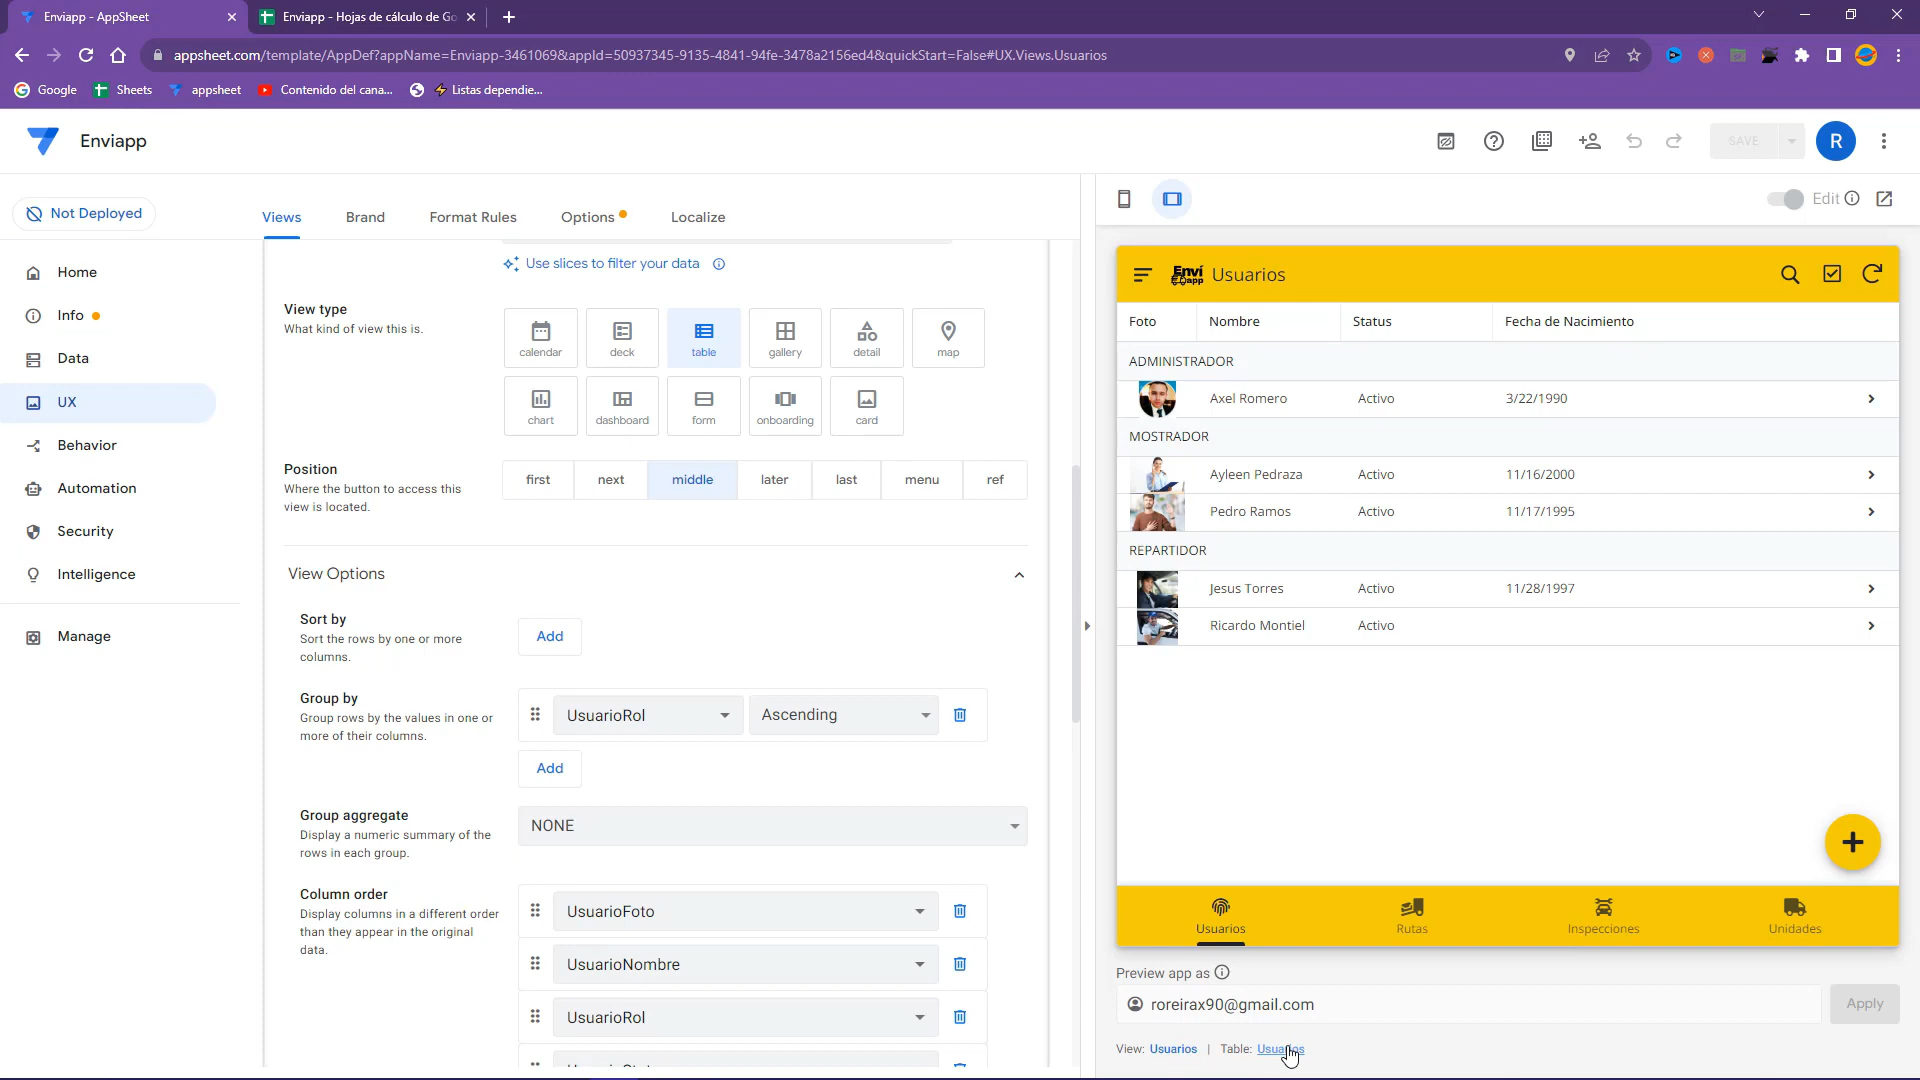 Enviapp - AppSheet
Enviapp - Hojas de cálculo de Go
appsheet.com/template/AppDef?appName=Enviapp-3461069&appId=50937345-9135-4841-94fe-3478a2156ed4&quickStart=False#UX.Views.Usuarios
Google
Sheets
appsheet
Contenido del cana...
Listas dependie...
Enviapp
SAVE
R
Not Deployed
Views
Brand
Format Rules
Options
Localize
Edit
Home
Info
Data
UX
Behavior
Automation
Security
Intelligence
Manage
Use slices to filter your data
View type
What kind of view this is.
calendar
deck
table
gallery
detail
map
chart
dashboard
form
onboarding
card
Position
Where the button to access this
view is located.
first
next
middle
later
last
menu
ref
View Options
Sort by
Sort the rows by one or more
columns.
Add
Group by
Group rows by the values in one or
more of their columns.
UsuarioRol
Ascending
Add
Group aggregate
Display a numeric summary of the
rows in each group.
NONE
Column order
Display columns in a different order
than they appear in the original
data.
UsuarioFoto
UsuarioNombre
UsuarioRol
Enví
app
Usuarios
Foto
Nombre
Status
Fecha de Nacimiento
ADMINISTRADOR
Axel Romero
Activo
3/22/1990
MOSTRADOR
Ayleen Pedraza
Activo
11/16/2000
Pedro Ramos
Activo
11/17/1995
REPARTIDOR
Jesus Torres
Activo
11/28/1997
Ricardo Montiel
Activo
Usuarios
Rutas
Inspecciones
Unidades
Preview app as
roreirax90@gmail.com
Apply
View: Usuarios | Table: Usuarios